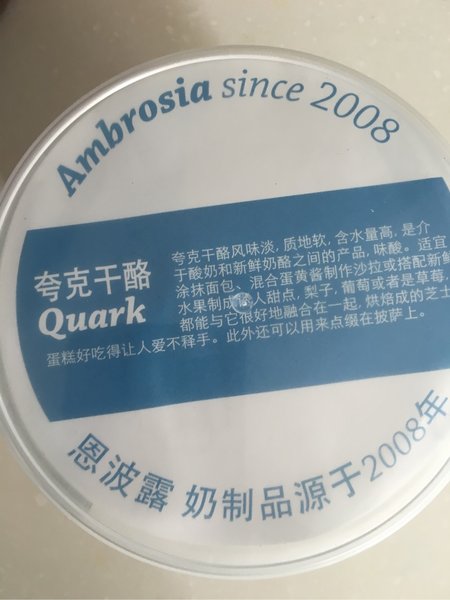 Ambrosia since 2008
夸克干酪
Quark
夸克干酪风味淡, 质地软, 含水量高, 是介
于酸奶和新鲜奶酪之间的产品, 味酸。适宜
涂抹面包、混合蛋黄酱制作沙拉或者搭配新鲜
水果制成人甜点, 梨子, 葡萄或者是草莓,
都能与它很好地融合在一起, 烘焙成的芝士
蛋糕好吃得让人爱不释手。此外还可以用来点缀在披萨上。
恩波露 奶制品源于2008年